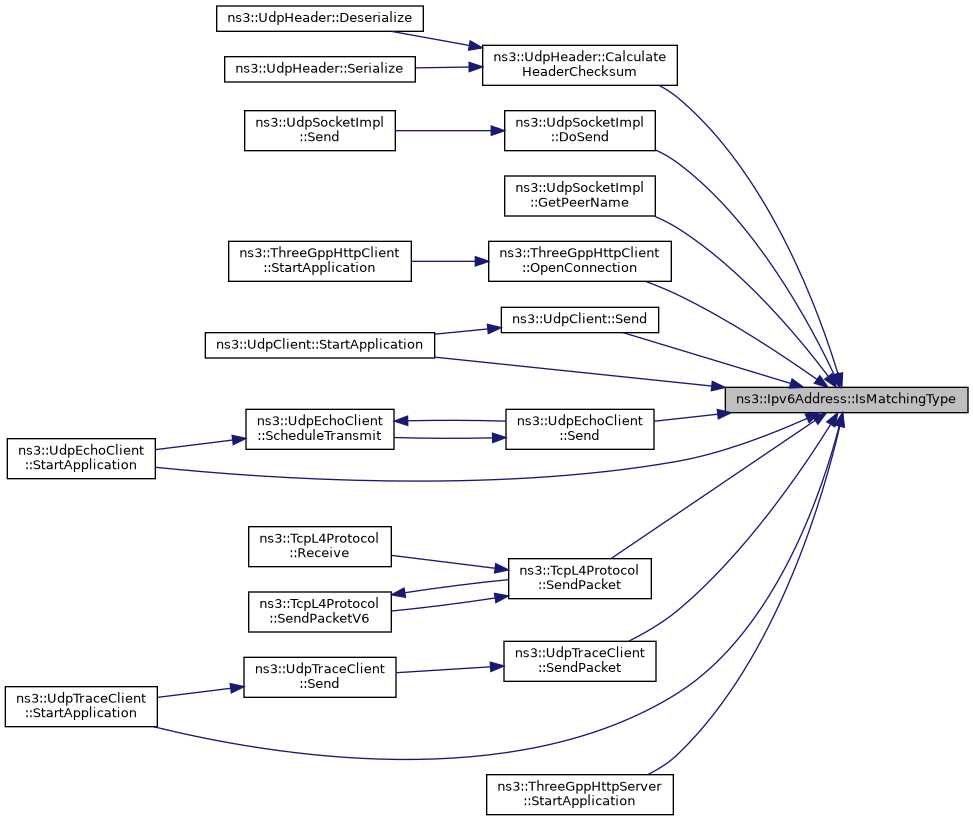 ns3::UdpHeader::Deserialize
ns3::UdpHeader::Calculate
HeaderChecksum
ns3::UdpHeader::Serialize
ns3::UdpSocketImpl
::Send
ns3::UdpSocketImpl
::DoSend
ns3::UdpSocketImpl
::GetPeerName
ns3::ThreeGppHttpClient
::StartApplication
ns3::ThreeGppHttpClient
::OpenConnection
ns3::UdpClient::Send
ns3::UdpClient::StartApplication
ns3::Ipv6Address::IsMatchingType
ns3::UdpEchoClient
::StartApplication
ns3::UdpEchoClient
::ScheduleTransmit
ns3::UdpEchoClient
::Send
ns3::TcpL4Protocol
::Receive
ns3::TcpL4Protocol
::SendPacket
ns3::TcpL4Protocol
::SendPacketV6
ns3::UdpTraceClient
::SendPacket
ns3::UdpTraceClient
::Send
ns3::UdpTraceClient
::StartApplication
ns3::ThreeGppHttpServer
::StartApplication